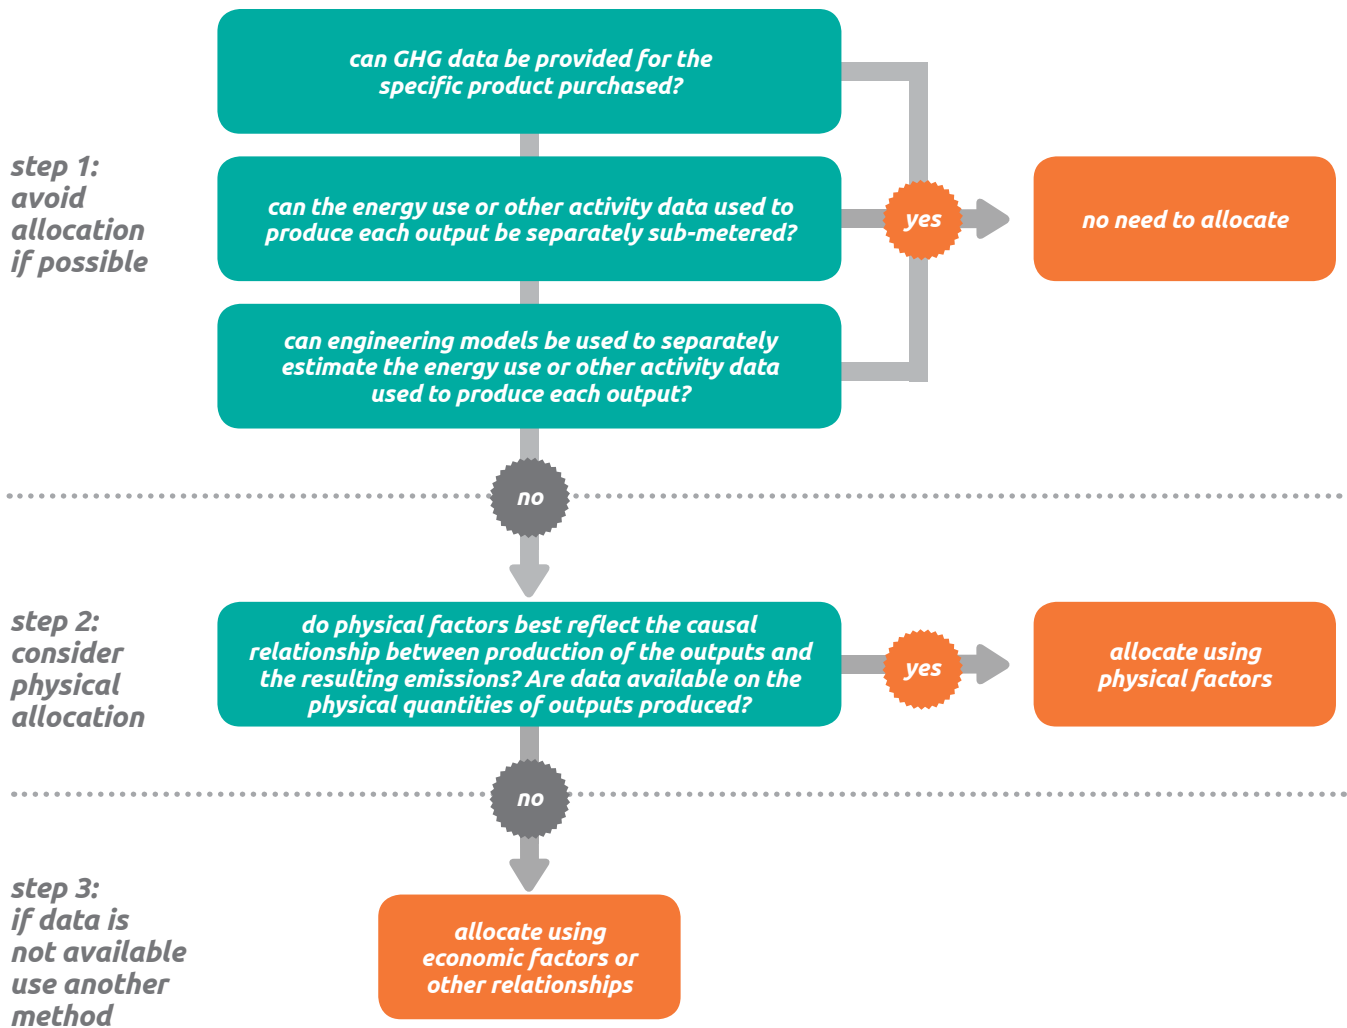 can GHG data be provided for the
specific product purchased?
step 1:
avoid
allocation
if possible
can the energy use or other activity data used to
produce each output be separately sub-metered?
yes
no need to allocate
can engineering models be used to separately
estimate the energy use or other activity data
used to produce each output?
no
step 2:
consider
physical
allocation
do physical factors best reflect the causal
relationship between production of the outputs and
the resulting emissions? Are data available on the
physical quantities of outputs produced?
yes
allocate using
physical factors
no
step 3:
if data is
not available
use another
method
allocate using
economic factors or
other relationships